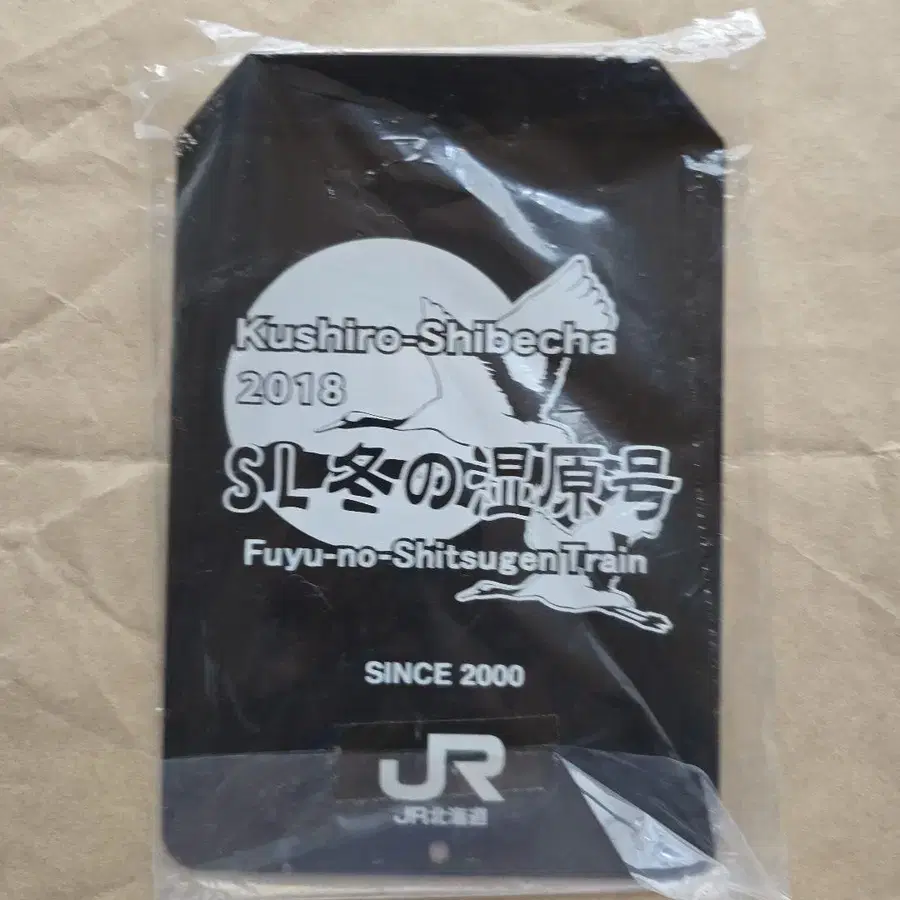 Kushiro-Shibecha
2018
SL冬の湿原号
Fuyu-no-Shitsugen Train
SINCE 2000
JR
JR北海道